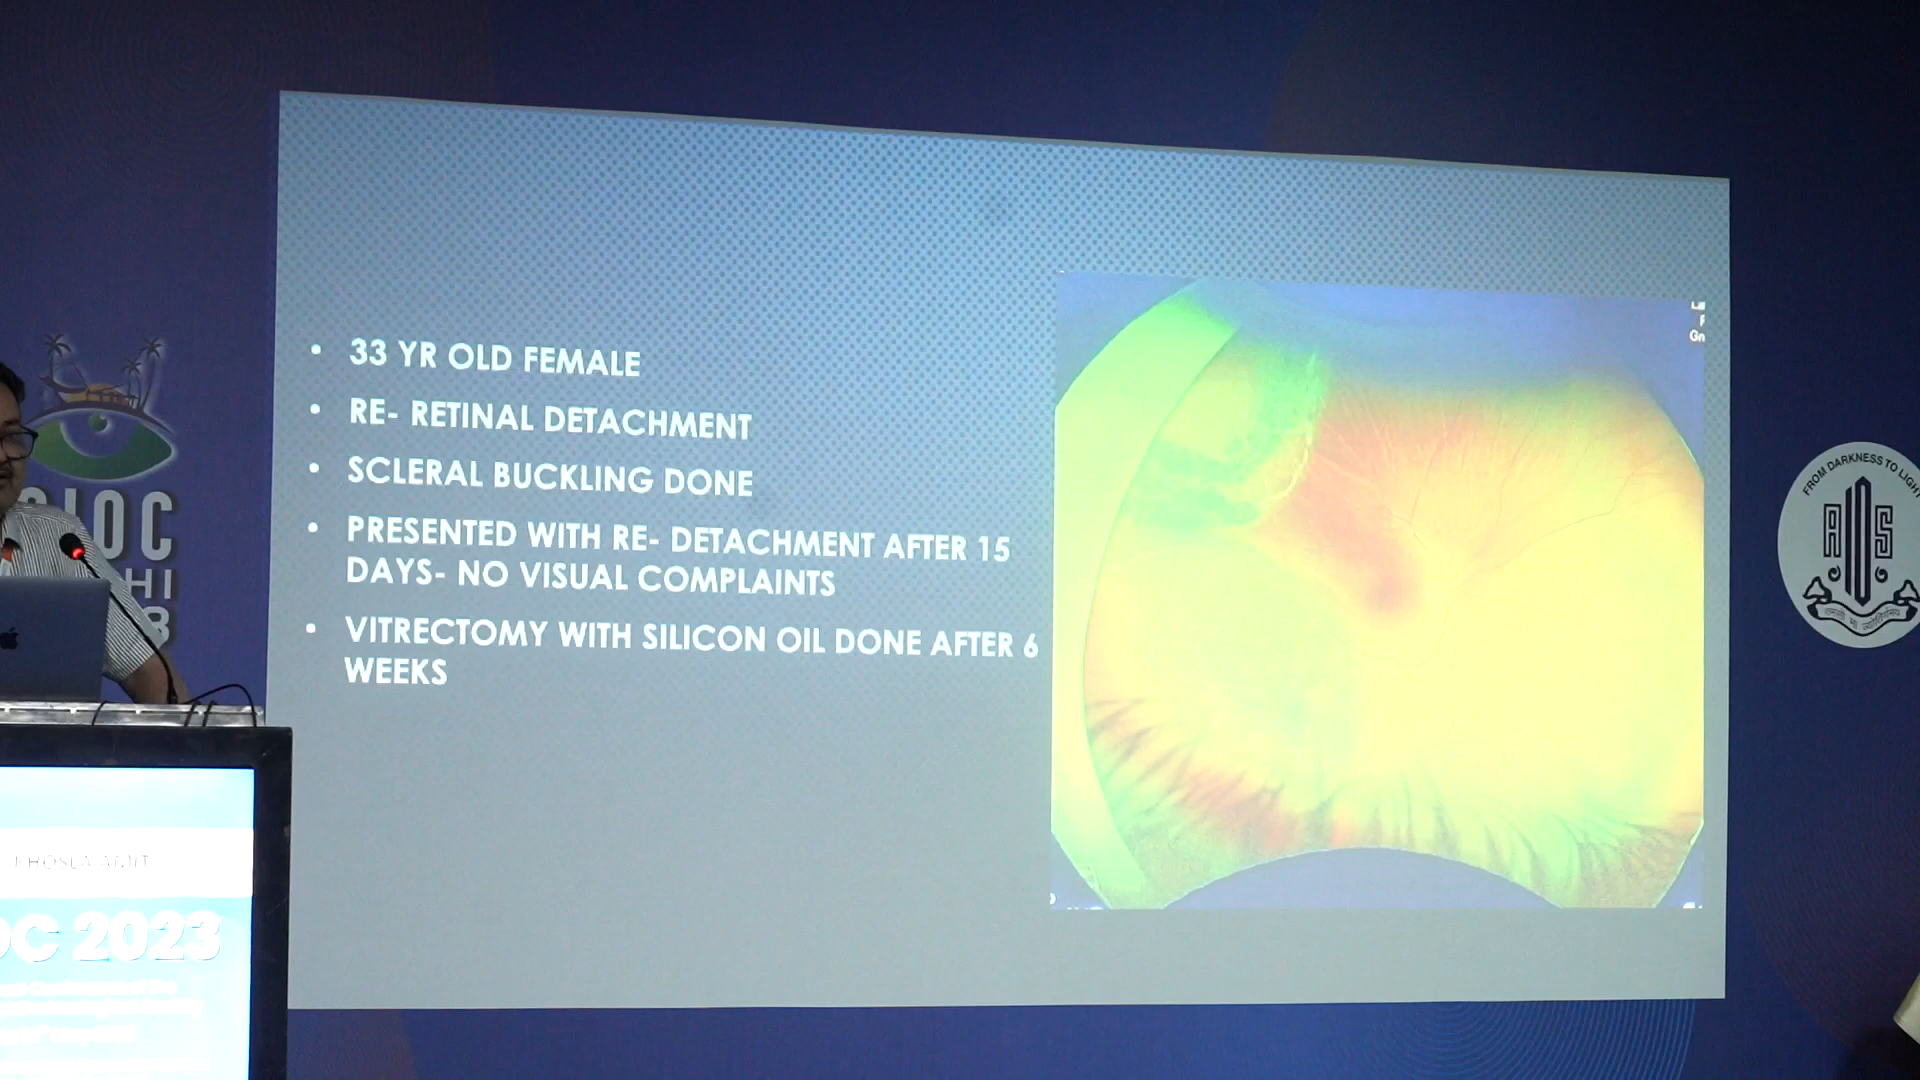 33 YR OLD FEMALE
RE- RETINAL DETACHMENT
SCLERAL BUCKLING DONE
PRESENTED WITH RE- DETACHMENT AFTER 15
DAYS- NO VISUAL COMPLAINTS
VITRECTOMY WITH SILICON OIL DONE AFTER 6
WEEKS
FROM DARKNESS TO LIGHT
AIOS
2023